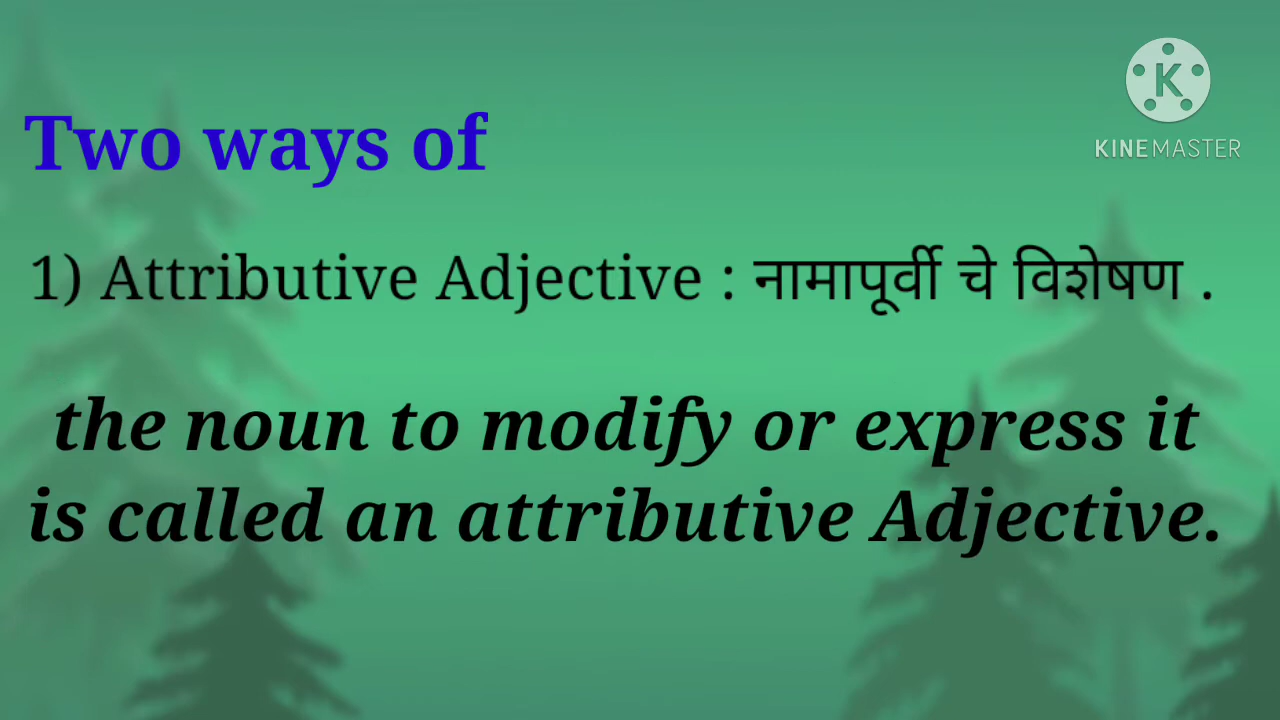 K
KINEMASTER
Two ways of
1) Attributive Adjective : नामापूर्वी चे विशेषण .
the noun to modify or express it
is called an attributive Adjective.